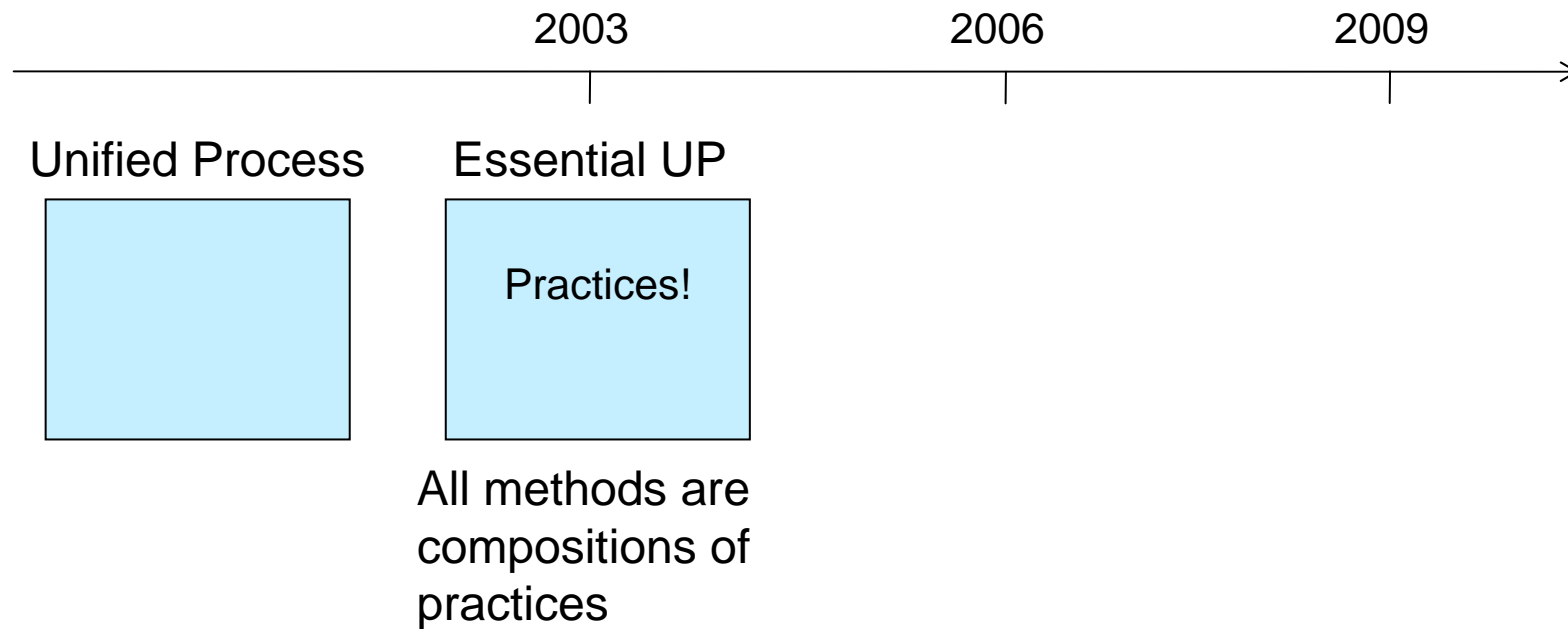 2003 2006 2009
Unified Process Essential UP
Practices!
All methods are
compositions of
practices